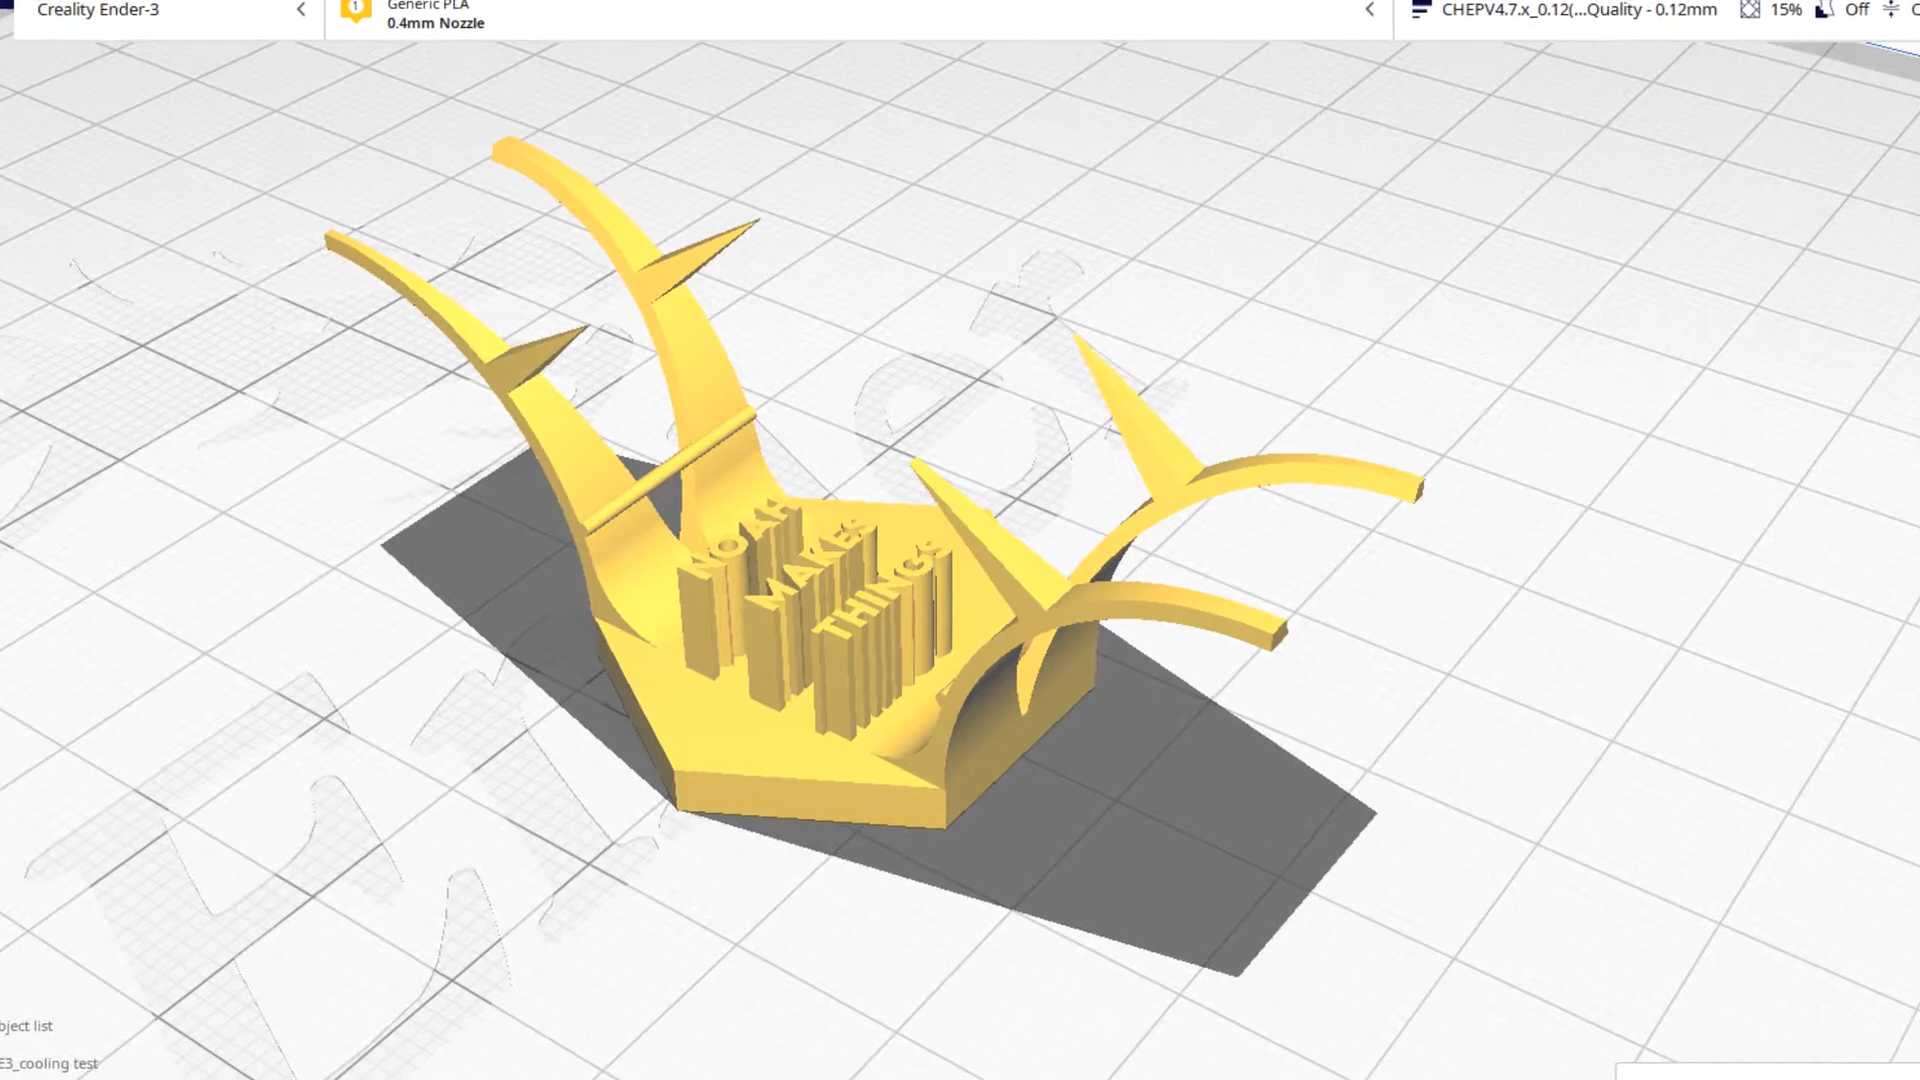 Creality Ender-3
1
Generic PLA
0.4mm Nozzle
CHEPV4.7.x_0.12(...Quality - 0.12mm
15%
Off
NOAH
MAKES
THINGS
bject list
E3_cooling test